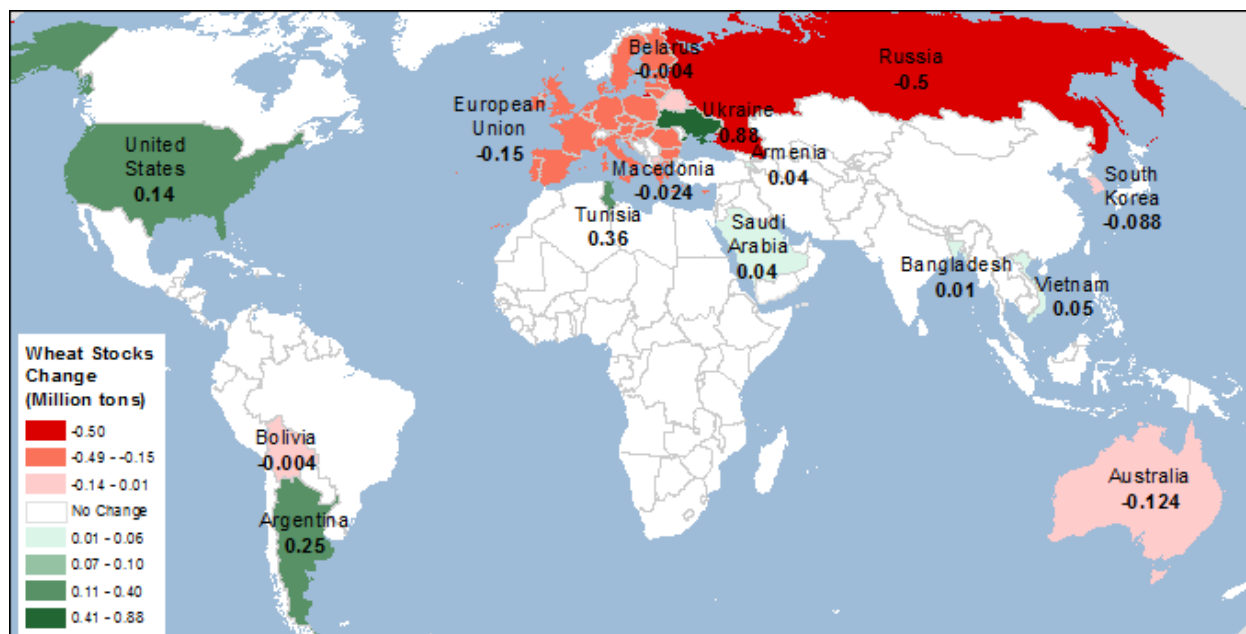 Belarus
-0.004
Russia
-0.5
European
Union
-0.15
Ukraine
0.88
United
States
0.14
Armenia
0.04
Macedonia
-0.024
South
Korea
-0.088
Tunisia
0.36
Saudi
Arabia
0.04
Bangladesh
0.01
Vietnam
0.05
Wheat Stocks
Change
(Million tons)
-0.50
-0.49 - -0.15
-0.14 - 0.01
No Change
0.01 - 0.06
0.07 - 0.10
0.11 - 0.40
0.41 - 0.88
Bolivia
-0.004
Argentina
0.25
Australia
-0.124